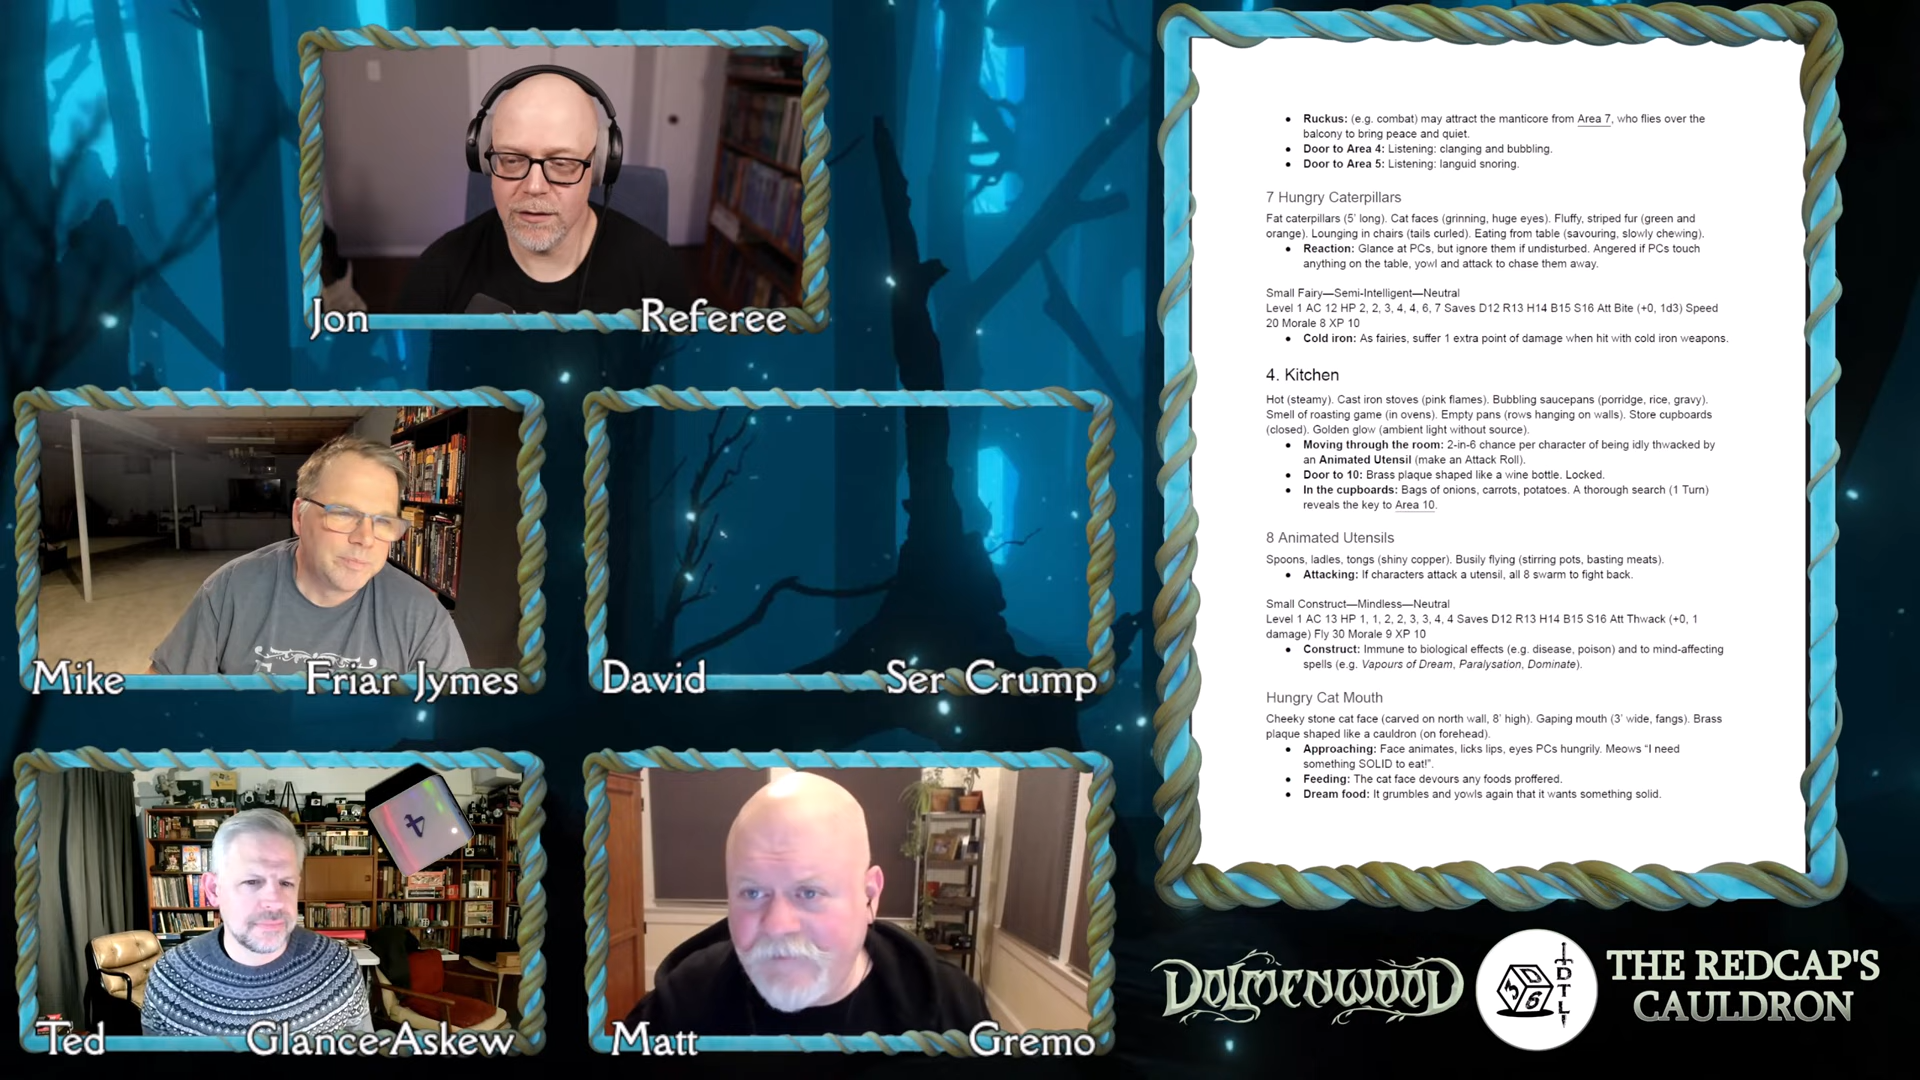 Jon Referee
Mike Friar Jymes
David Ser Crump
Ted Glance-Askew
4
Matt Gremo
• Ruckus: (e.g. combat) may attract the manticore from Area 7, who flies over the
balcony to bring peace and quiet.
• Door to Area 4: Listening: clanging and bubbling.
• Door to Area 5: Listening: languid snoring.
7 Hungry Caterpillars
Fat caterpillars (5' long). Cat faces (grinning, huge eyes). Fluffy, striped fur (green and
orange). Lounging in chairs (tails curled). Eating from table (savouring, slowly chewing).
• Reaction: Glance at PCs, but ignore them if undisturbed. Angered if PCs touch
anything on the table, yowl and attack to chase them away.
Small Fairy—Semi-Intelligent—Neutral
Level 1 AC 12 HP 2, 2, 3, 4, 4, 6, 7 Saves D12 R13 H14 B15 S16 Att Bite (+0, 1d3) Speed
20 Morale 8 XP 10
• Cold iron: As fairies, suffer 1 extra point of damage when hit with cold iron weapons.
4. Kitchen
Hot (steamy). Cast iron stoves (pink flames). Bubbling saucepans (porridge, rice, gravy).
Smell of roasting game (in ovens). Empty pans (rows hanging on walls). Store cupboards
(closed). Golden glow (ambient light without source).
• Moving through the room: 2-in-6 chance per character of being idly thwacked by
an Animated Utensil (make an Attack Roll).
• Door to 10: Brass plaque shaped like a wine bottle. Locked.
• In the cupboards: Bags of onions, carrots, potatoes. A thorough search (1 Turn)
reveals the key to Area 10.
8 Animated Utensils
Spoons, ladles, tongs (shiny copper). Busily flying (stirring pots, basting meats).
• Attacking: If characters attack a utensil, all 8 swarm to fight back.
Small Construct—Mindless—Neutral
Level 1 AC 13 HP 1, 1, 2, 2, 3, 3, 4, 4 Saves D12 R13 H14 B15 S16 Att Thwack (+0, 1
damage) Fly 30 Morale 9 XP 10
• Construct: Immune to biological effects (e.g. disease, poison) and to mind-affecting
spells (e.g. Vapours of Dream, Paralysation, Dominate).
Hungry Cat Mouth
Cheeky stone cat face (carved on north wall, 8' high). Gaping mouth (3' wide, fangs). Brass
plaque shaped like a cauldron (on forehead).
• Approaching: Face animates, licks lips, eyes PCs hungrily. Meows “I need
something SOLID to eat!”.
• Feeding: The cat face devours any foods proffered.
• Dream food: It grumbles and yowls again that it wants something solid.
DOLMENWOOD
3D6 DTL
THE REDCAP'S
CAULDRON